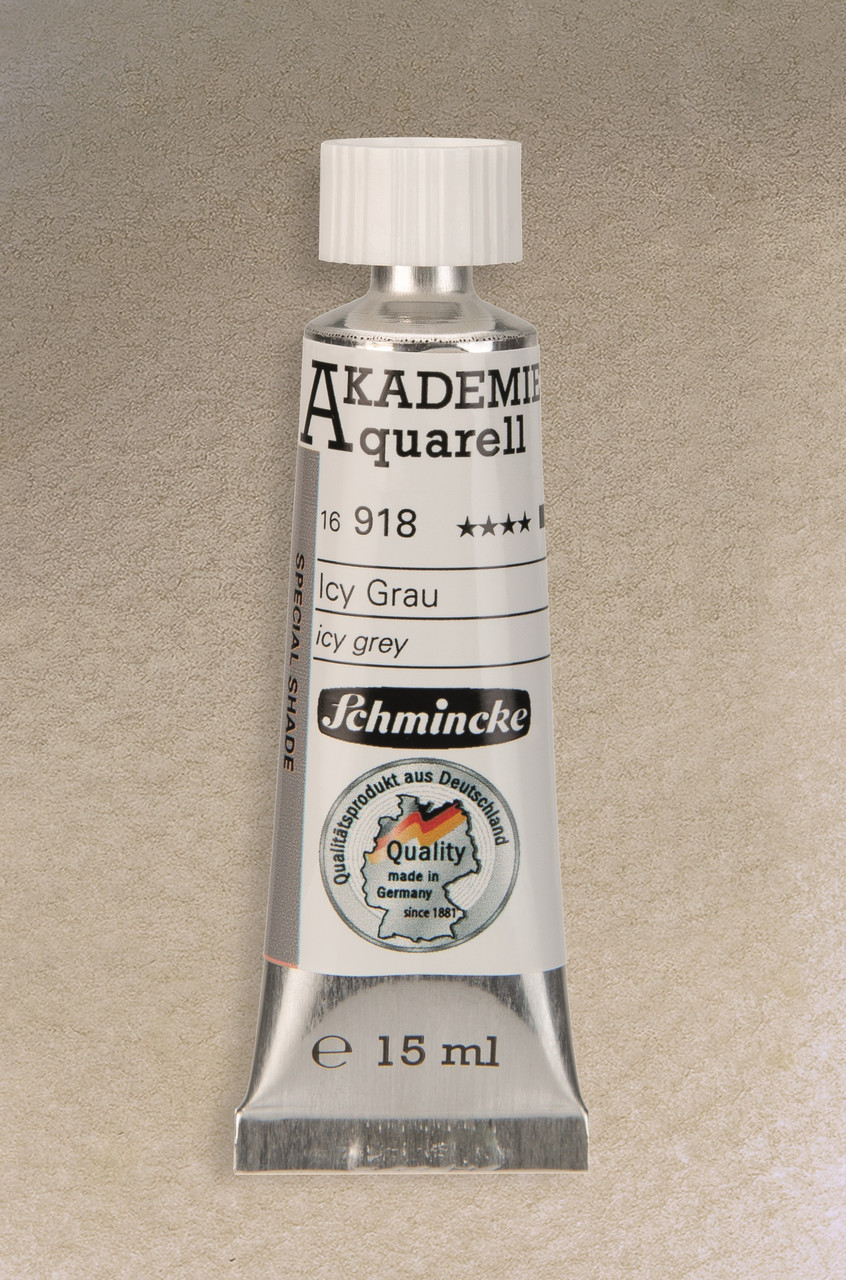 AKADEMIE
Aquarell
16 918 ★★★★
Icy Grau
icy grey
SPECIAL SHADE
Schmincke
Qualitätsprodukt aus Deutschland
Quality
made in
Germany
since 1881
℮ 15 ml